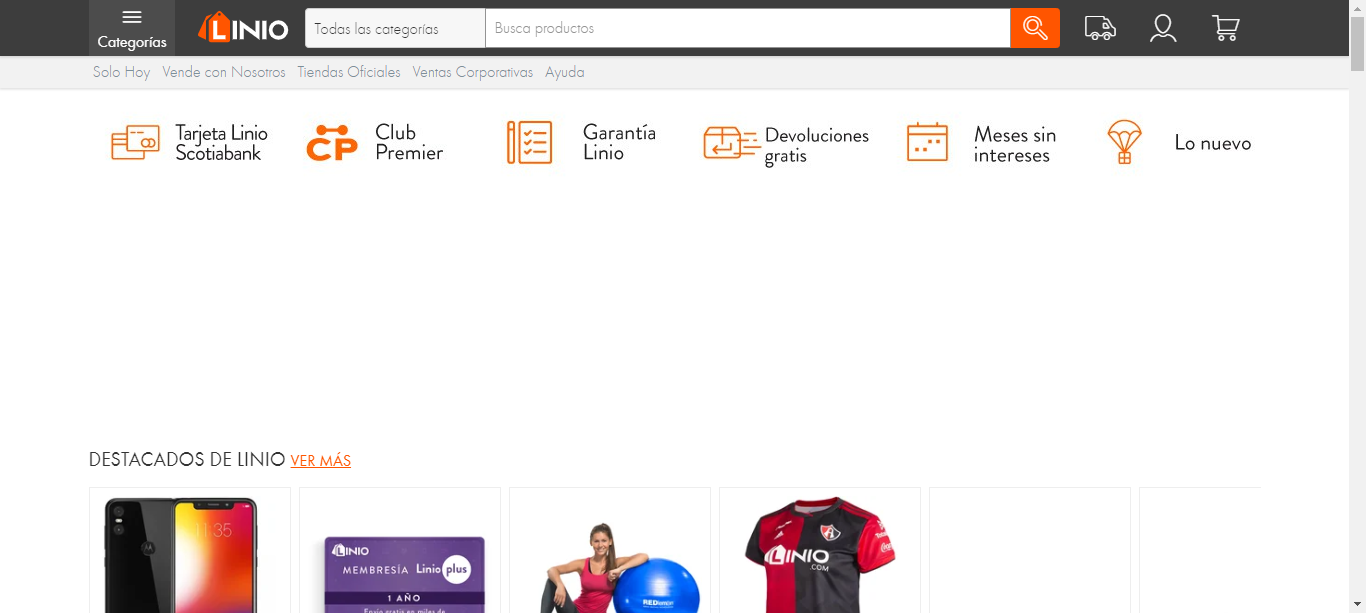 Categorías
LINIO
Todas las categorías
Busca productos
Solo Hoy
Vende con Nosotros
Tiendas Oficiales
Ventas Corporativas
Ayuda
Tarjeta Linio
Scotiabank
CP
Club
Premier
Garantía
Linio
Devoluciones
gratis
Meses sin
intereses
Lo nuevo
DESTACADOS DE LINIO VER MÁS
11:35
LINIO
MEMBRESÍA Linio plus
1 AÑO
Envío gratis en miles de
LINIO
.COM